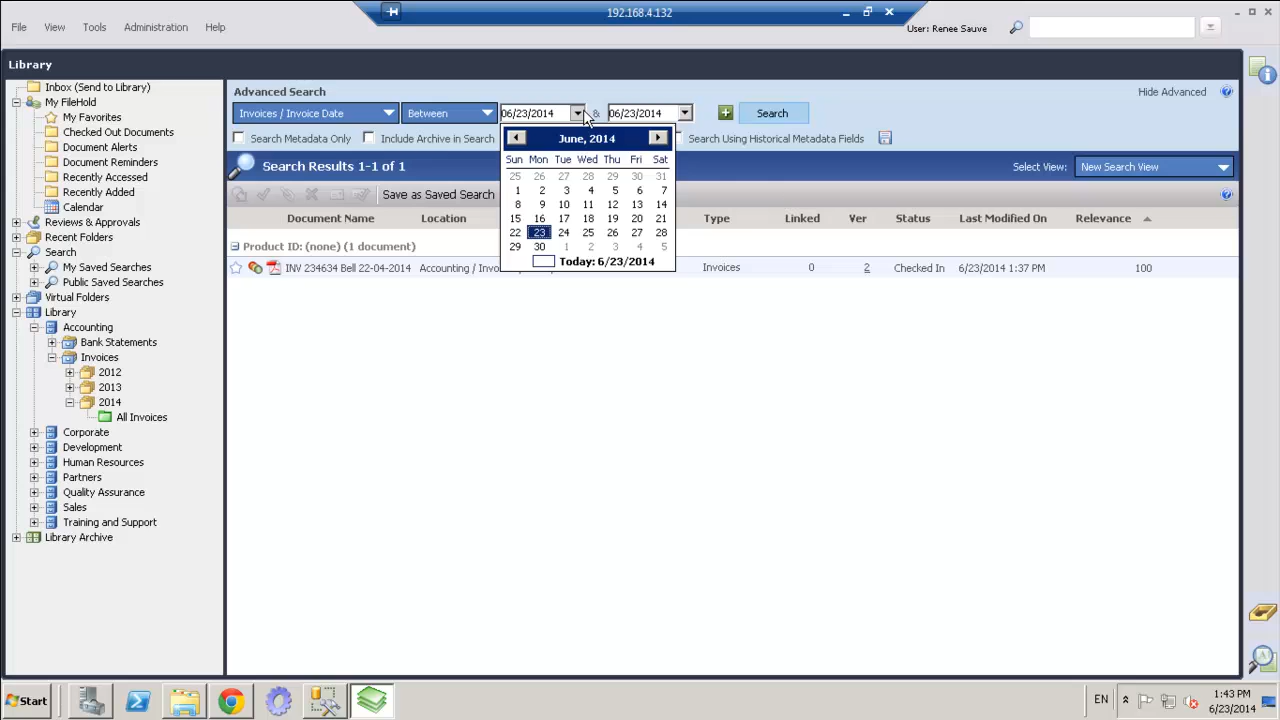 192.168.4.132
File View Tools Administration Help
User: Renee Sauve
Library
Inbox (Send to Library)
My FileHold
My Favorites
Checked Out Documents
Document Alerts
Document Reminders
Recently Accessed
Recently Added
Calendar
Reviews & Approvals
Recent Folders
Search
My Saved Searches
Public Saved Searches
Virtual Folders
Library
Accounting
Bank Statements
Invoices
2012
2013
2014
All Invoices
Corporate
Development
Human Resources
Partners
Quality Assurance
Sales
Training and Support
Library Archive
Advanced Search Hide Advanced
Invoices / Invoice Date Between 06/23/2014 & 06/23/2014 Search
Search Metadata Only Include Archive in Search Search Using Historical Metadata Fields
Search Results 1-1 of 1 Select View: New Search View
Save as Saved Search
Document Name Location Type Linked Ver Status Last Modified On Relevance
Product ID: (none) (1 document)
INV 234634 Bell 22-04-2014 Accounting / Invo Invoices 0 2 Checked In 6/23/2014 1:37 PM 100
June, 2014
Sun Mon Tue Wed Thu Fri Sat
25 26 27 28 29 30 31
1 2 3 4 5 6 7
8 9 10 11 12 13 14
15 16 17 18 19 20 21
22 23 24 25 26 27 28
29 30 1 2 3 4 5
Today: 6/23/2014
Start EN 1:43 PM
6/23/2014